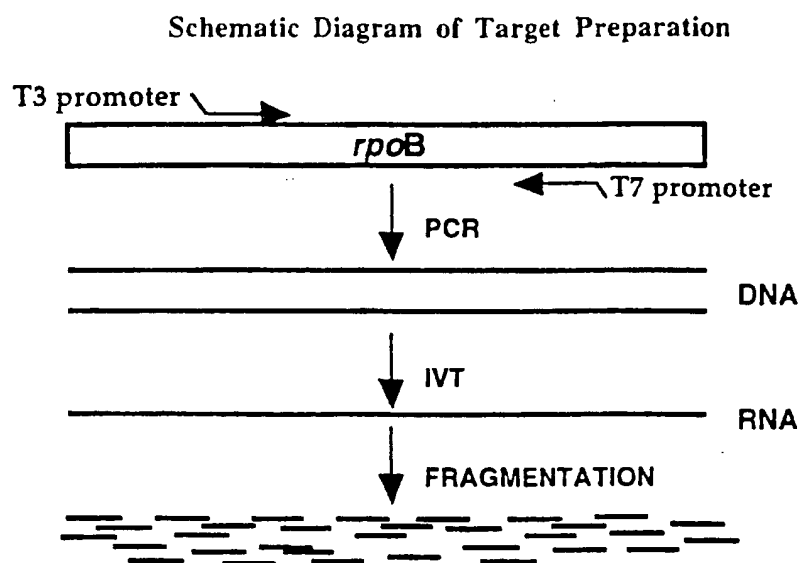 Schematic Diagram of Target Preparation
T3 promoter
rpoB
T7 promoter
PCR
DNA
IVT
RNA
FRAGMENTATION